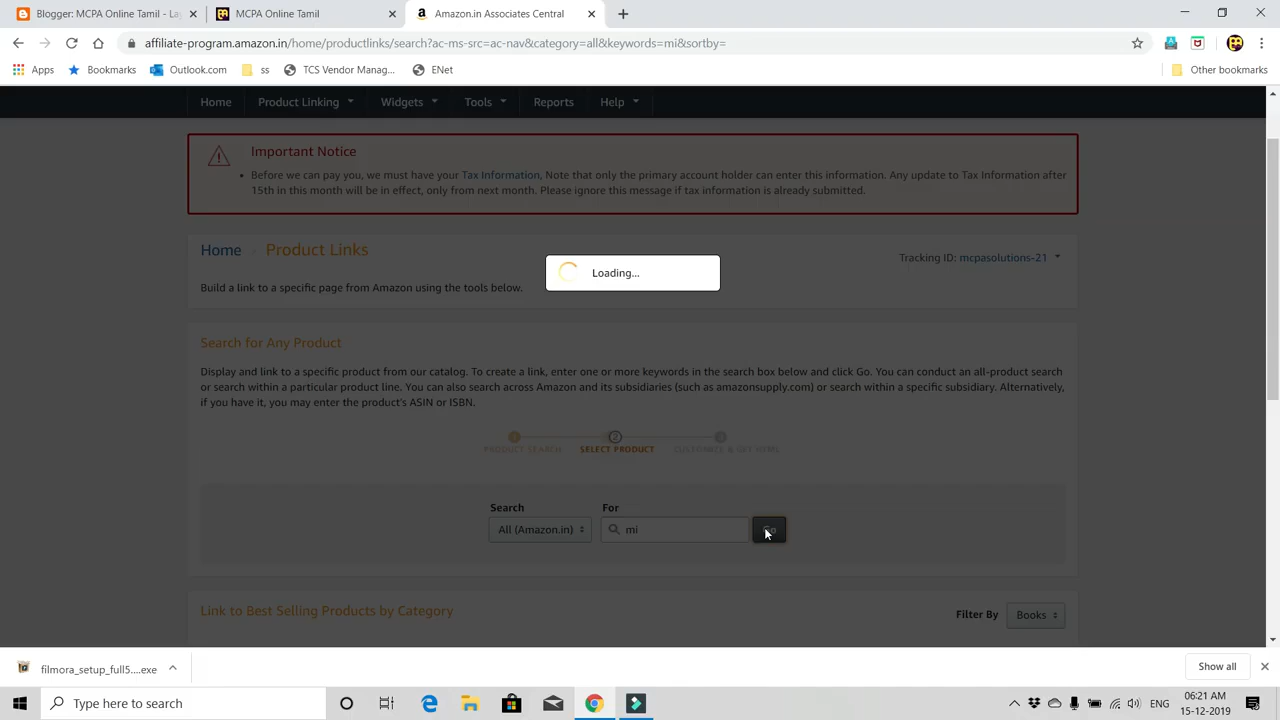 Blogger: MCPA Online Tamil - La
MCPA Online Tamil
Amazon.in Associates Central
affiliate-program.amazon.in/home/productlinks/search?ac-ms-src=ac-nav&category=all&keywords=mi&sortby=
Apps
Bookmarks
Outlook.com
ss
TCS Vendor Manag...
ENet
Other bookmarks
Home
Product Linking
Widgets
Tools
Reports
Help
Important Notice
• Before we can pay you, we must have your Tax Information, Note that only the primary account holder can enter this information. Any update to Tax Information after
15th in this month will be in effect, only from next month. Please ignore this message if tax information is already submitted.
Home
Product Links
Tracking ID: mcpasolutions-21
Loading...
Build a link to a specific page from Amazon using the tools below.
Search for Any Product
Display and link to a specific product from our catalog. To create a link, enter one or more keywords in the search box below and click Go. You can conduct an all-product search
or search within a particular product line. You can also search across Amazon and its subsidiaries (such as amazonsupply.com) or search within a specific subsidiary. Alternatively,
if you have it, you may enter the product's ASIN or ISBN.
1
2
3
PRODUCT SEARCH
SELECT PRODUCT
CUSTOMIZE & GET HTML
Search
For
All (Amazon.in)
mi
Go
Link to Best Selling Products by Category
Filter By
Books
filmora_setup_full5....exe
Show all
Type here to search
ENG
06:21 AM
15-12-2019